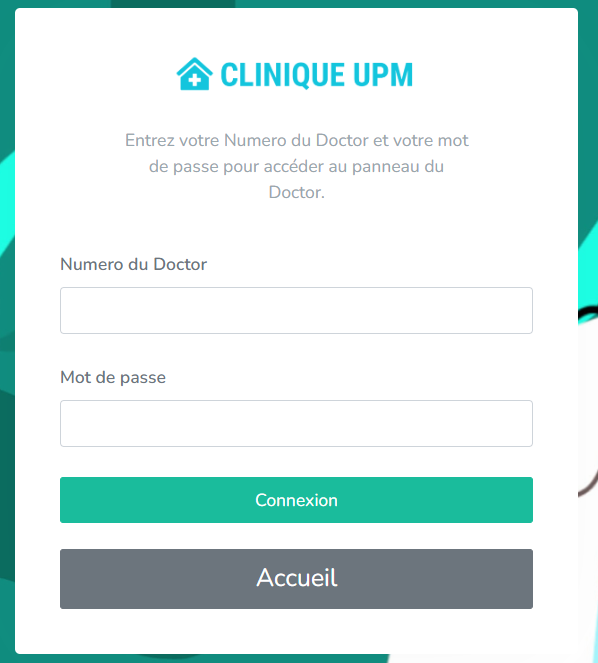 CLINIQUE UPM
Entrez votre Numero du Doctor et votre mot
de passe pour accéder au panneau du
Doctor.
Numero du Doctor
Mot de passe
Connexion
Accueil